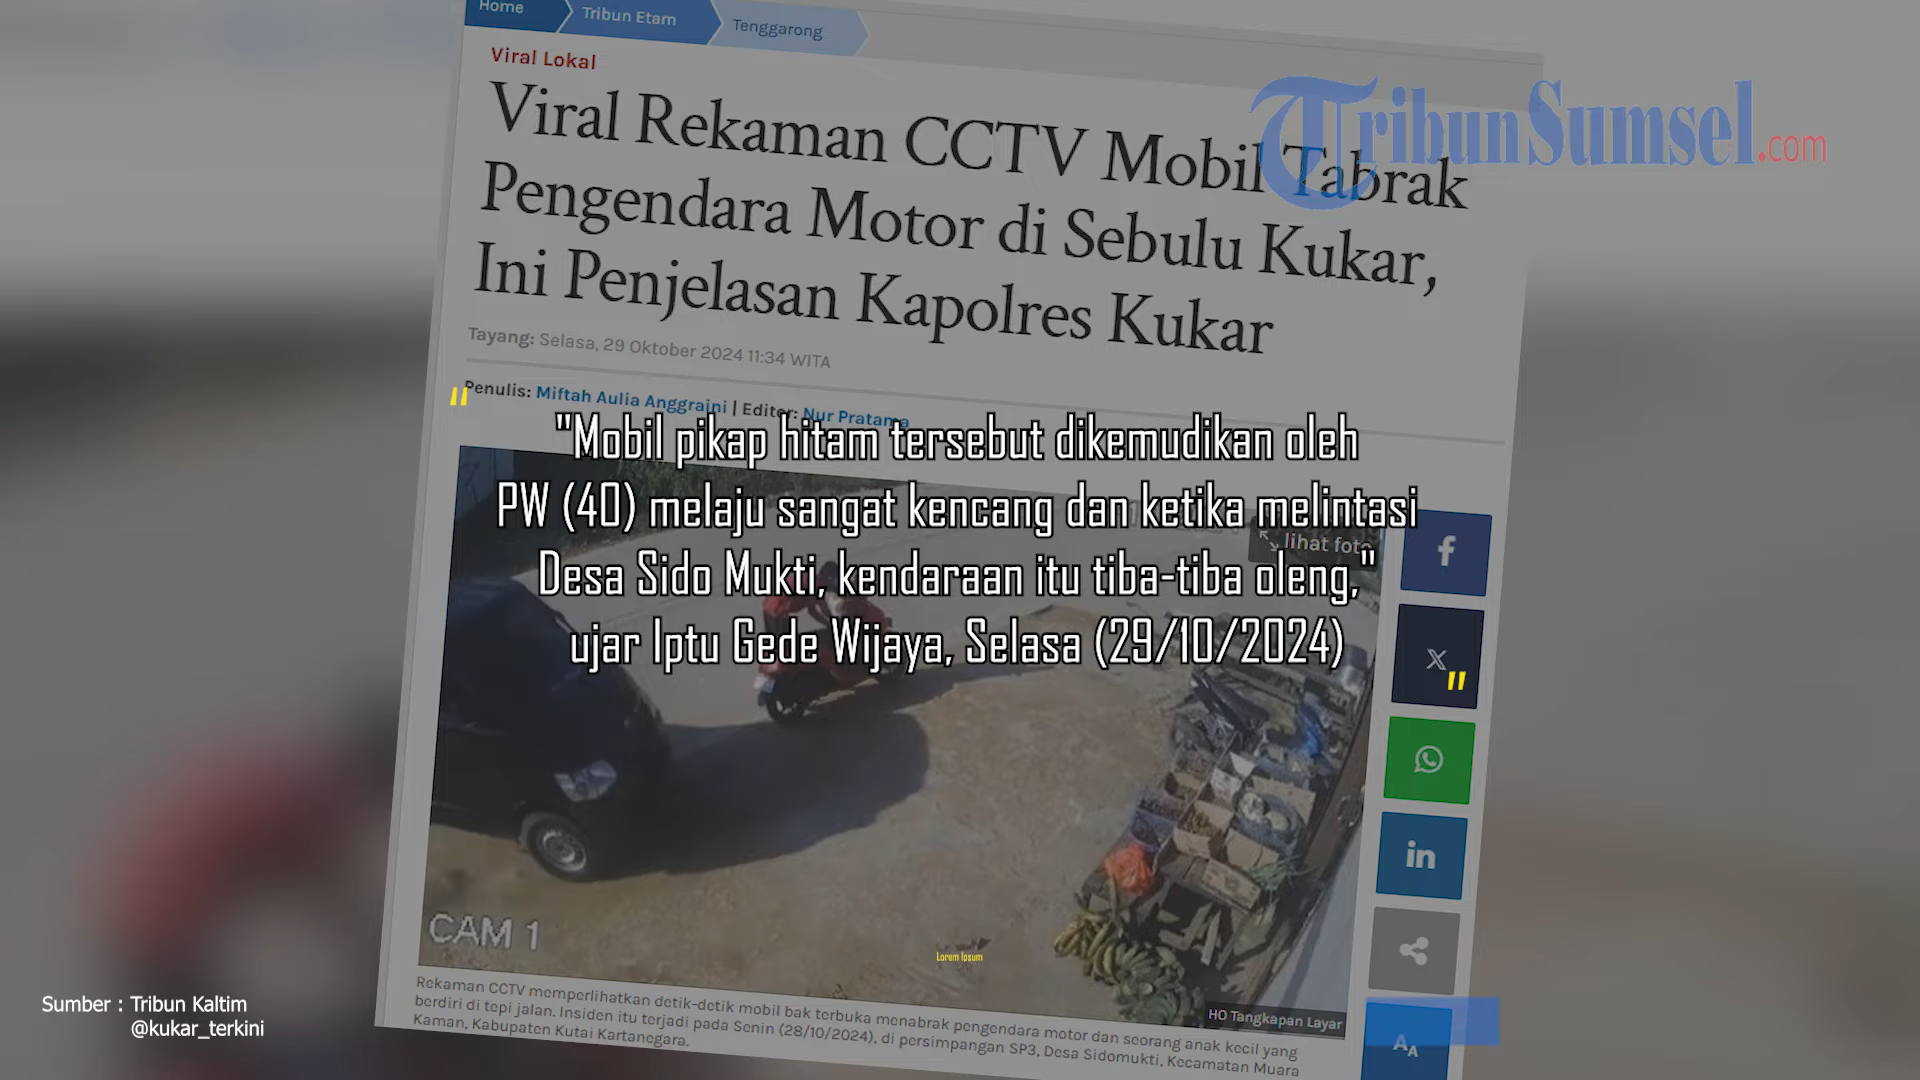 Home
Tribun Etam
Tenggarong
Viral Lokal
TribunSumsel.com
Viral Rekaman CCTV Mobil Tabrak
Pengendara Motor di Sebulu Kukar,
Ini Penjelasan Kapolres Kukar
Tayang: Selasa, 29 Oktober 2024 11:34 WITA
Penulis: Miftah Aulia Anggraini | Editor: Nur Pratama
"
"Mobil pikap hitam tersebut dikemudikan oleh
PW (40) melaju sangat kencang dan ketika melintasi
Desa Sido Mukti, kendaraan itu tiba-tiba oleng,"
ujar Iptu Gede Wijaya, Selasa (29/10/2024)
"
lihat foto
CAM 1
Lorem Ipsum
HO Tangkapan Layar
Rekaman CCTV memperlihatkan detik-detik mobil bak terbuka menabrak pengendara motor dan seorang anak kecil yang
berdiri di tepi jalan. Insiden itu terjadi pada Senin (28/10/2024), di persimpangan SP3, Desa Sidomukti, Kecamatan Muara
Kaman, Kabupaten Kutai Kartanegara.
AA
Sumber : Tribun Kaltim
@kukar_terkini